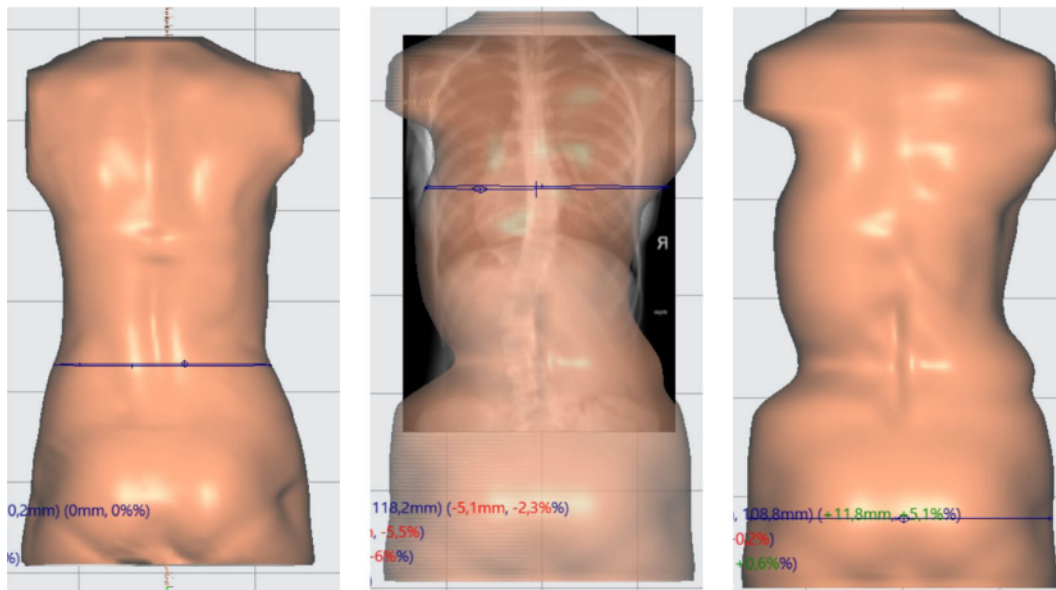 0,2mm) (0mm, 0%%)
%)
R
118,2mm) (-5,1mm, -2,3%%)
, -5,5%)
-6%%)
, 108,8mm) (+11,8mm, +5,1%%)
-0,2%)
+0,6%%)